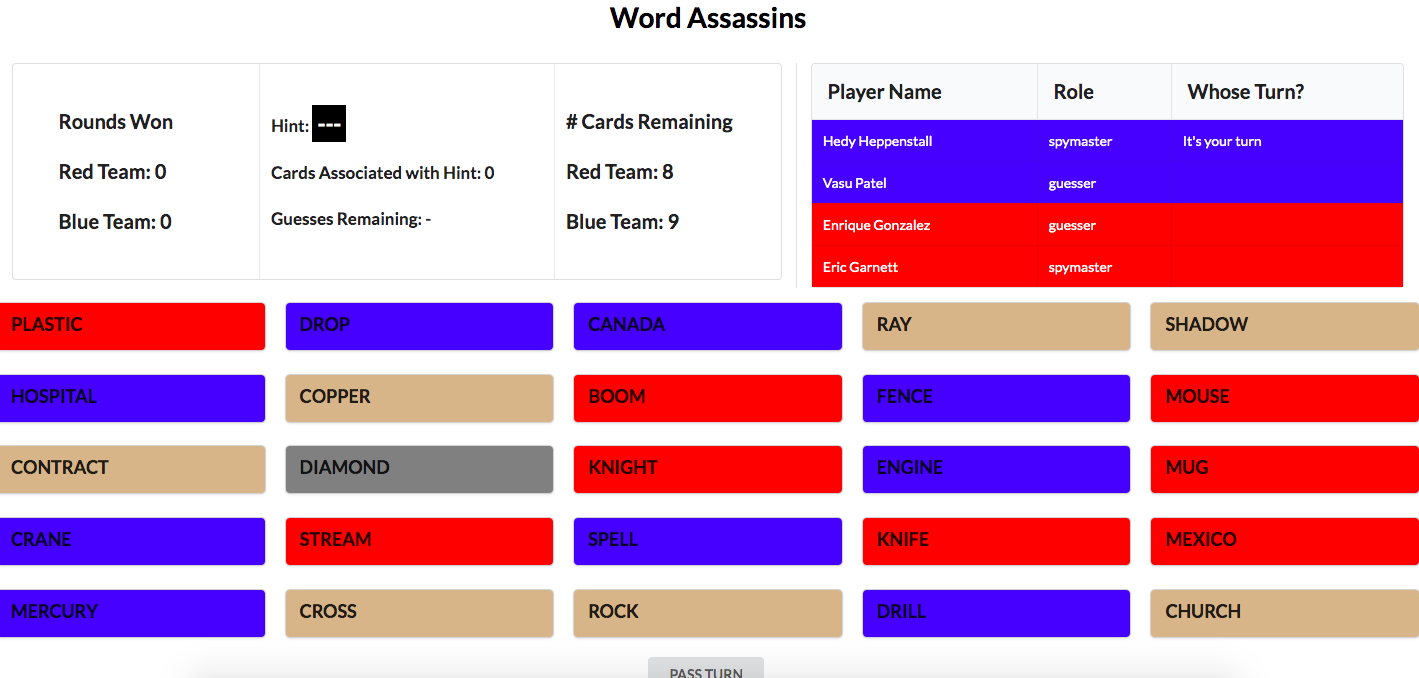 Word Assassins
Rounds Won
Red Team: 0
Blue Team: 0
Hint: ---
Cards Associated with Hint: 0
Guesses Remaining: -
# Cards Remaining
Red Team: 8
Blue Team: 9
Player Name Role Whose Turn?
Hedy Heppenstall spymaster It's your turn
Vasu Patel guesser
Enrique Gonzalez guesser
Eric Garnett spymaster
PLASTIC DROP CANADA RAY SHADOW
HOSPITAL COPPER BOOM FENCE MOUSE
CONTRACT DIAMOND KNIGHT ENGINE MUG
CRANE STREAM SPELL KNIFE MEXICO
MERCURY CROSS ROCK DRILL CHURCH
PASS TURN